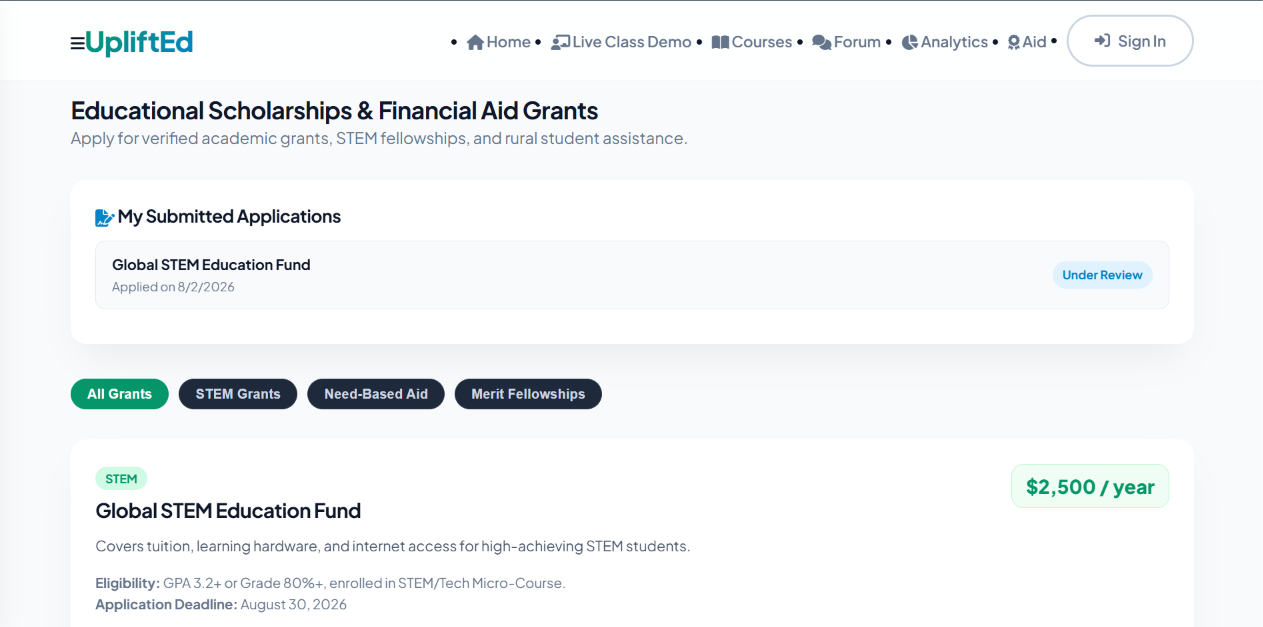 UpliftEd
• Home • Live Class Demo • Courses • Forum • Analytics • Aid • Sign In
Educational Scholarships & Financial Aid Grants
Apply for verified academic grants, STEM fellowships, and rural student assistance.
My Submitted Applications
Global STEM Education Fund
Applied on 8/2/2026
Under Review
All Grants STEM Grants Need-Based Aid Merit Fellowships
STEM
$2,500 / year
Global STEM Education Fund
Covers tuition, learning hardware, and internet access for high-achieving STEM students.
Eligibility: GPA 3.2+ or Grade 80%+, enrolled in STEM/Tech Micro-Course.
Application Deadline: August 30, 2026